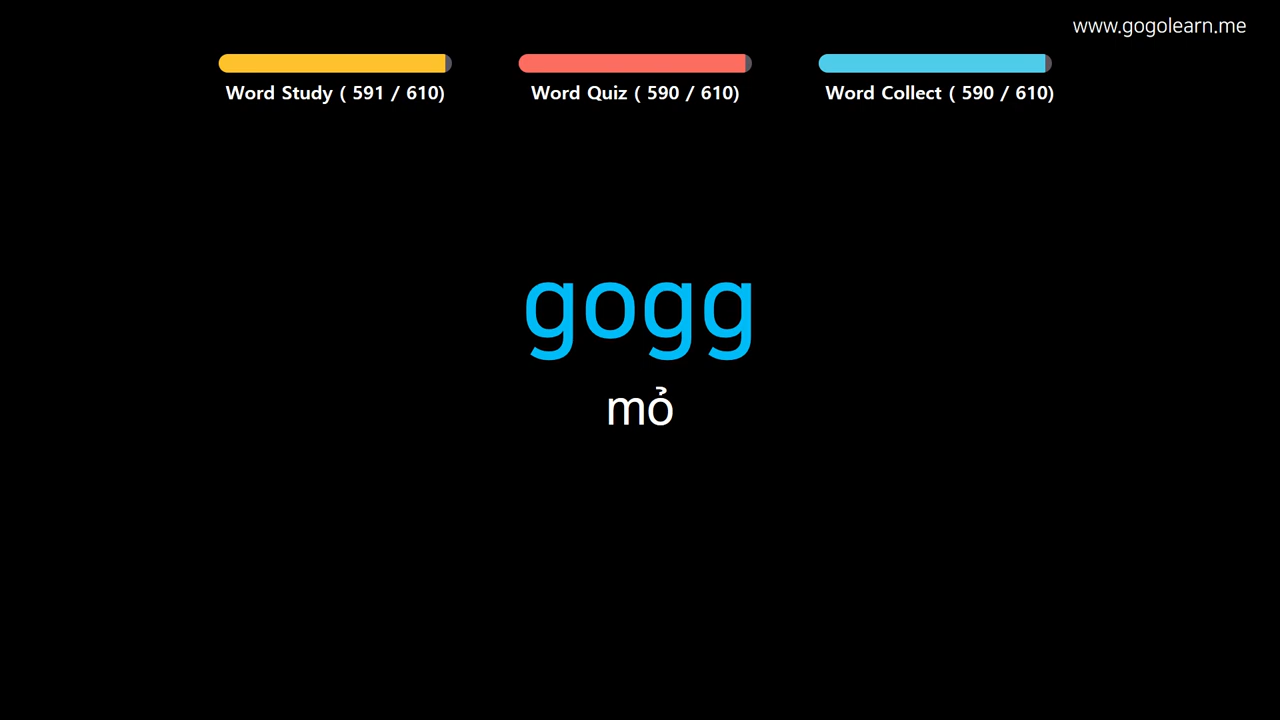 www.gogolearn.me
Word Study ( 591 / 610)
Word Quiz ( 590 / 610)
Word Collect ( 590 / 610)
gogg
mỏ